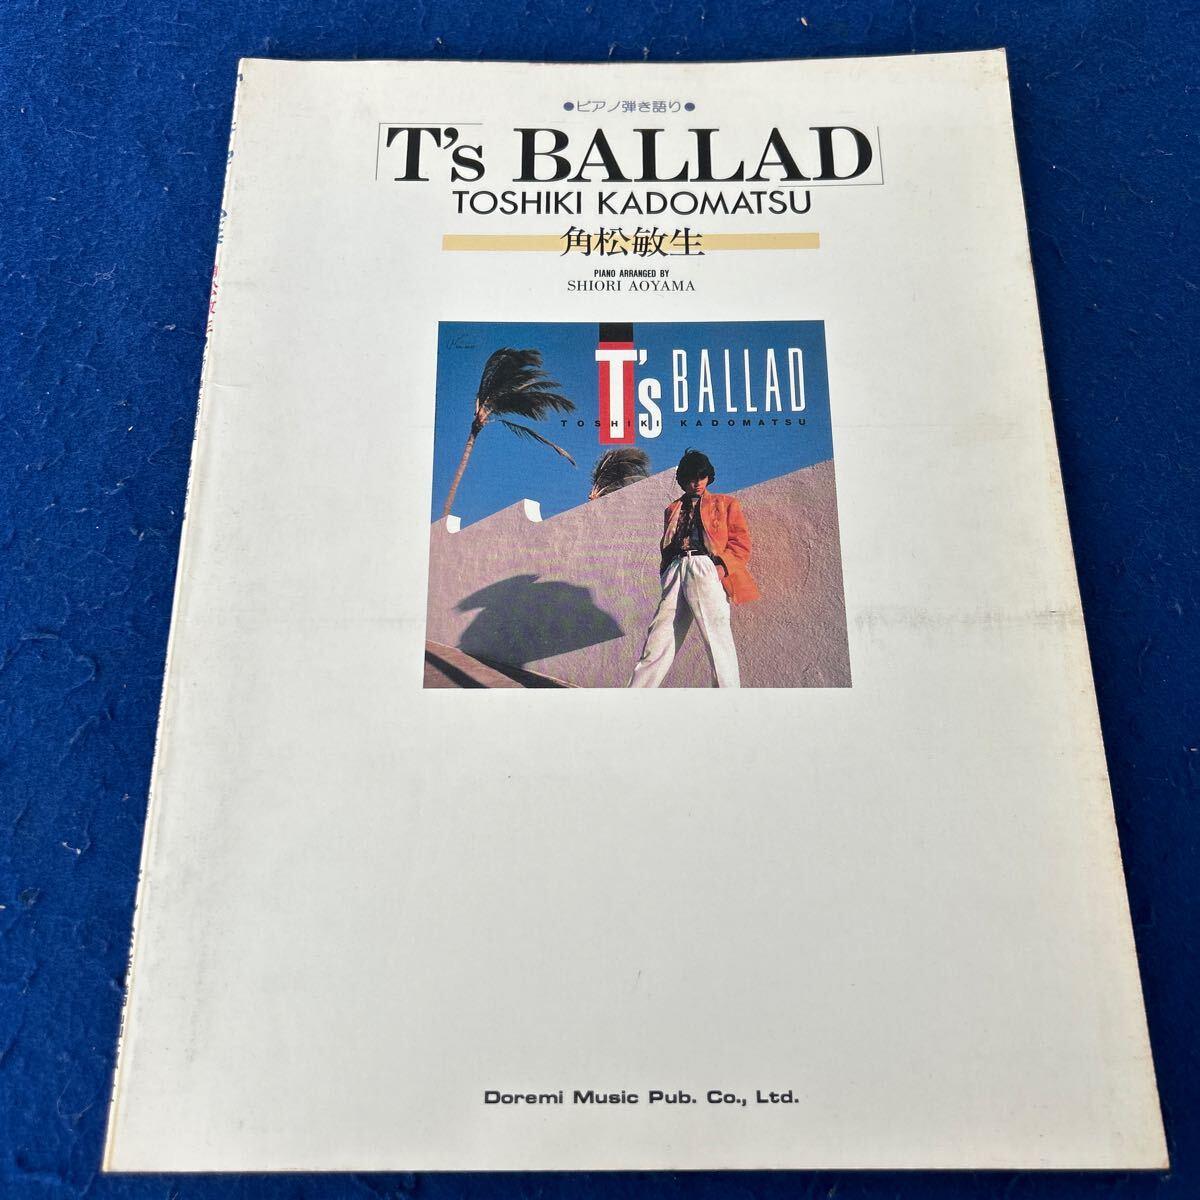 ●ピアノ弾き語り●
T's BALLAD
TOSHIKI KADOMATSU
角松敏生
PIANO ARRANGED BY
SHIORI AOYAMA
T's BALLAD
TOSHIKI KADOMATSU
Doremi Music Pub. Co., Ltd.